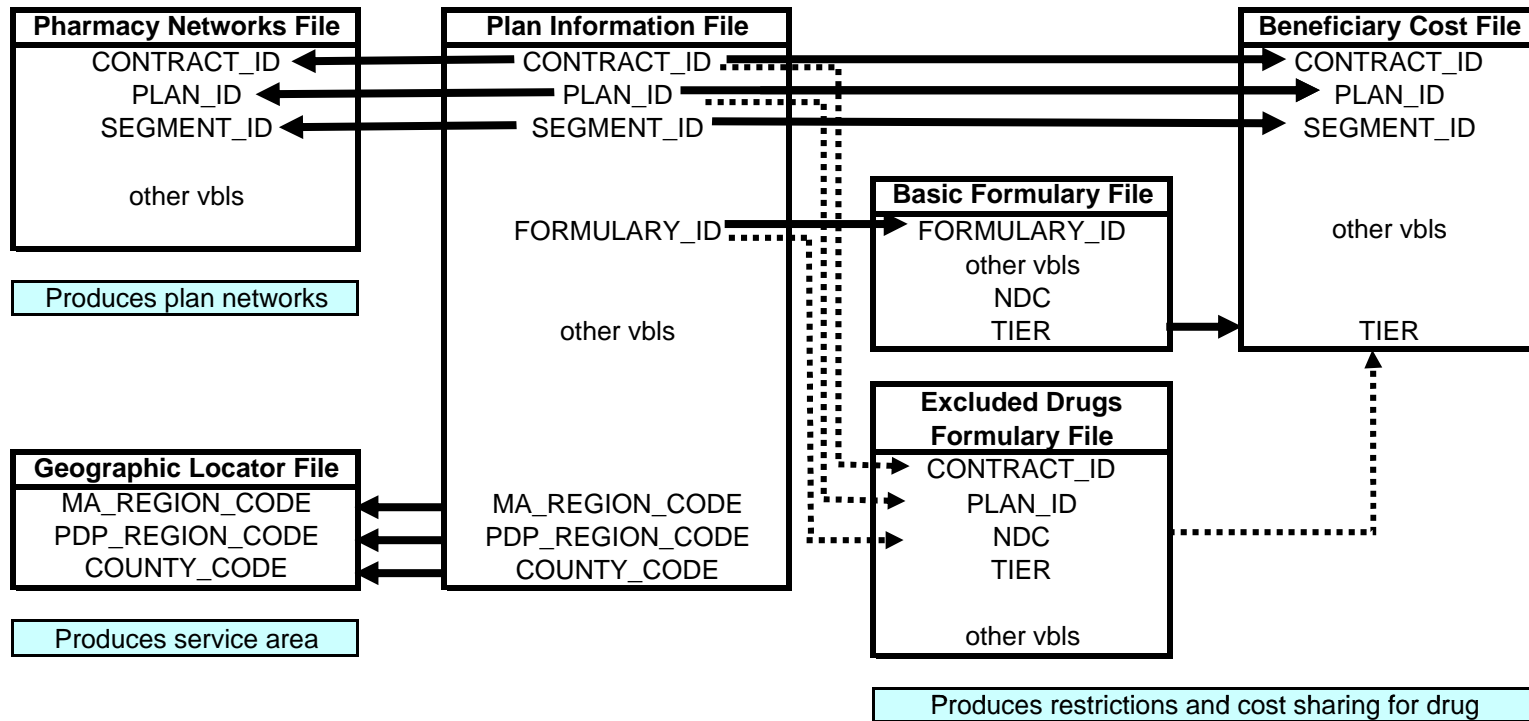 Pharmacy Networks File
CONTRACT_ID
PLAN_ID
SEGMENT_ID
other vbls
Produces plan networks
Geographic Locator File
MA_REGION_CODE
PDP_REGION_CODE
COUNTY_CODE
Produces service area
Plan Information File
CONTRACT_ID
PLAN_ID
SEGMENT_ID
FORMULARY_ID
other vbls
MA_REGION_CODE
PDP_REGION_CODE
COUNTY_CODE
Basic Formulary File
FORMULARY_ID
other vbls
NDC
TIER
Excluded Drugs
Formulary File
CONTRACT_ID
PLAN_ID
NDC
TIER
other vbls
Produces restrictions and cost sharing for drug
Beneficiary Cost File
CONTRACT_ID
PLAN_ID
SEGMENT_ID
other vbls
TIER